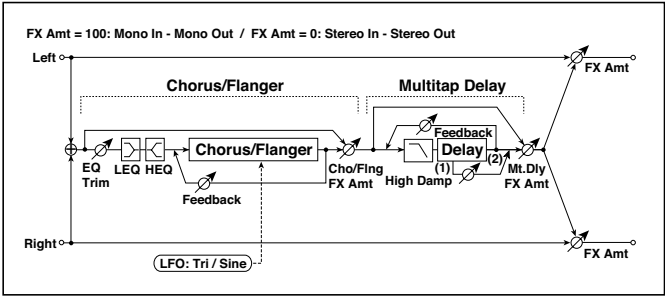 FX Amt = 100: Mono In - Mono Out / FX Amt = 0: Stereo In - Stereo Out
Left
FX Amt
Chorus/Flanger
Multitap Delay
EQ
Trim
LEQ
HEQ
Chorus/Flanger
Feedback
Cho/Flng
FX Amt
Feedback
High Damp
Delay
(1)
(2)
Mt.Dly
FX Amt
Right
FX Amt
LFO: Tri / Sine